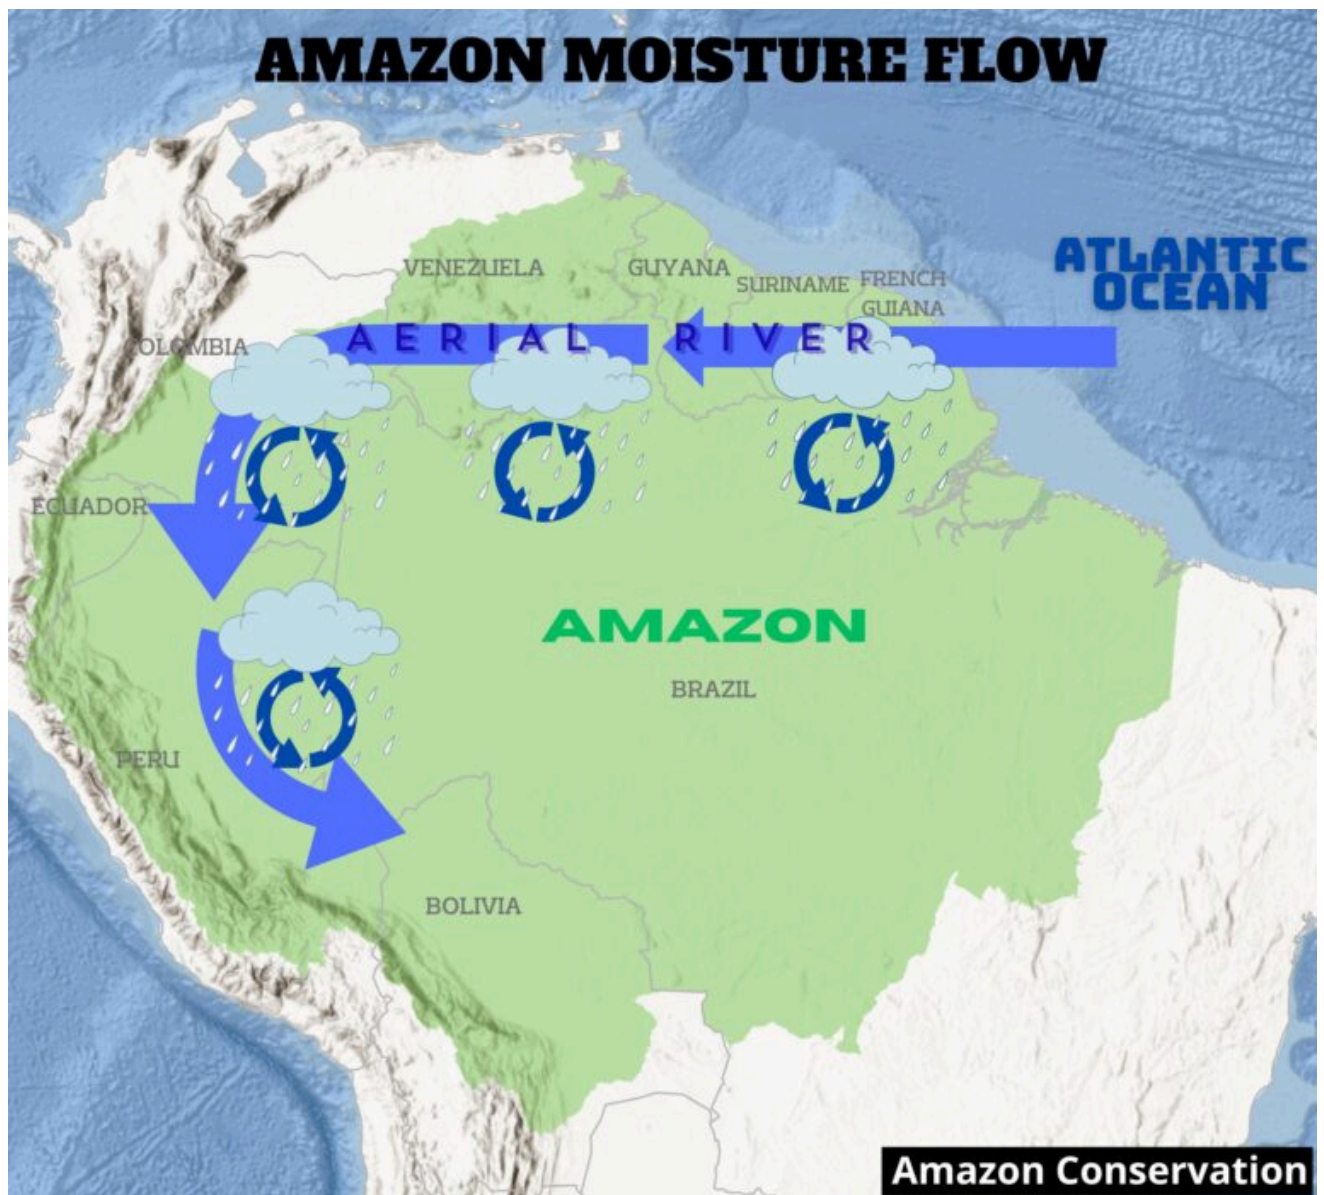 AMAZON MOISTURE FLOW
ATLANTIC
OCEAN
VENEZUELA
GUYANA
SURINAME
FRENCH
GUIANA
AERIAL RIVER
OLOMBIA
ECUADOR
AMAZON
BRAZIL
PERU
BOLIVIA
Amazon Conservation